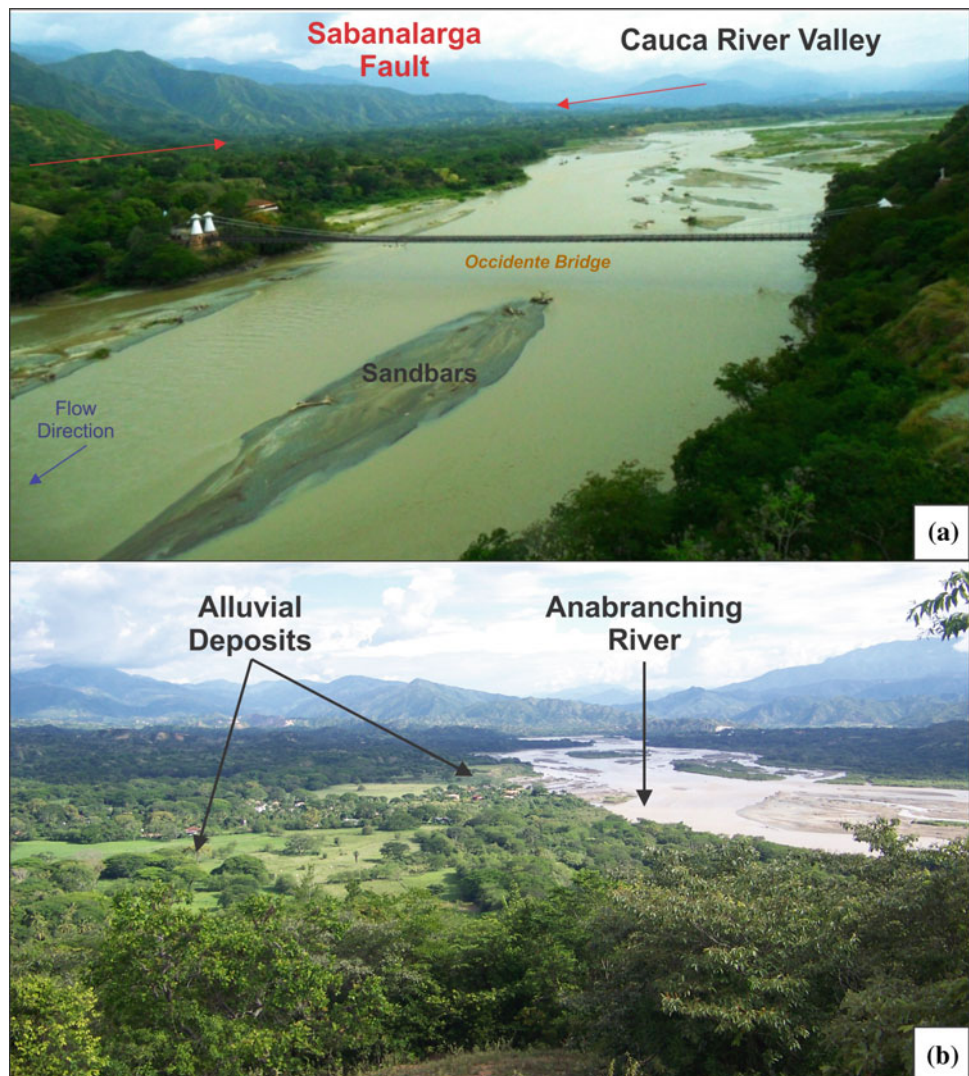 Sabanalarga
Fault
Cauca River Valley
Occidente Bridge
Sandbars
Flow
Direction
(a)
Alluvial
Deposits
Anabranching
River
(b)